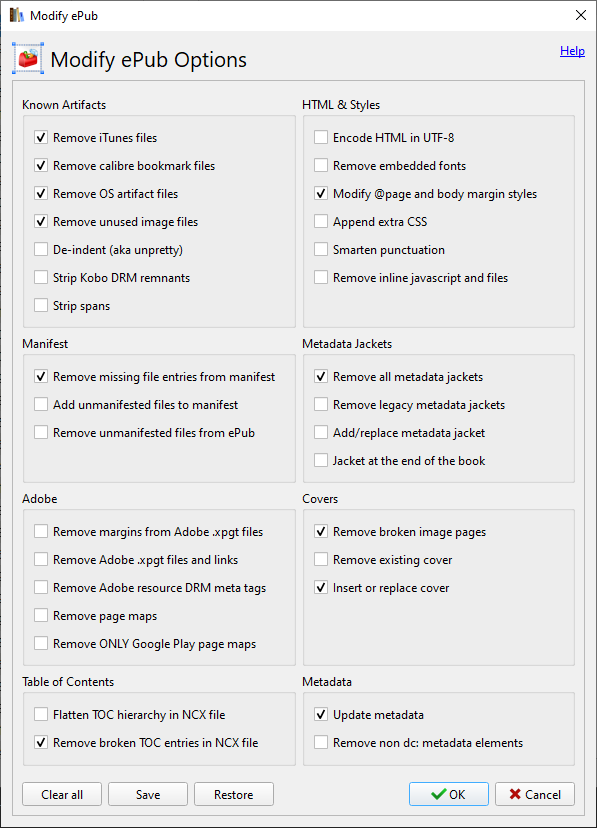 Modify ePub
Modify ePub Options
Help
Known Artifacts
Remove iTunes files
Remove calibre bookmark files
Remove OS artifact files
Remove unused image files
De-indent (aka unpretty)
Strip Kobo DRM remnants
Strip spans
HTML & Styles
Encode HTML in UTF-8
Remove embedded fonts
Modify @page and body margin styles
Append extra CSS
Smarten punctuation
Remove inline javascript and files
Manifest
Remove missing file entries from manifest
Add unmanifested files to manifest
Remove unmanifested files from ePub
Metadata Jackets
Remove all metadata jackets
Remove legacy metadata jackets
Add/replace metadata jacket
Jacket at the end of the book
Adobe
Remove margins from Adobe .xpgt files
Remove Adobe .xpgt files and links
Remove Adobe resource DRM meta tags
Remove page maps
Remove ONLY Google Play page maps
Covers
Remove broken image pages
Remove existing cover
Insert or replace cover
Table of Contents
Flatten TOC hierarchy in NCX file
Remove broken TOC entries in NCX file
Metadata
Update metadata
Remove non dc: metadata elements
Clear all
Save
Restore
OK
Cancel